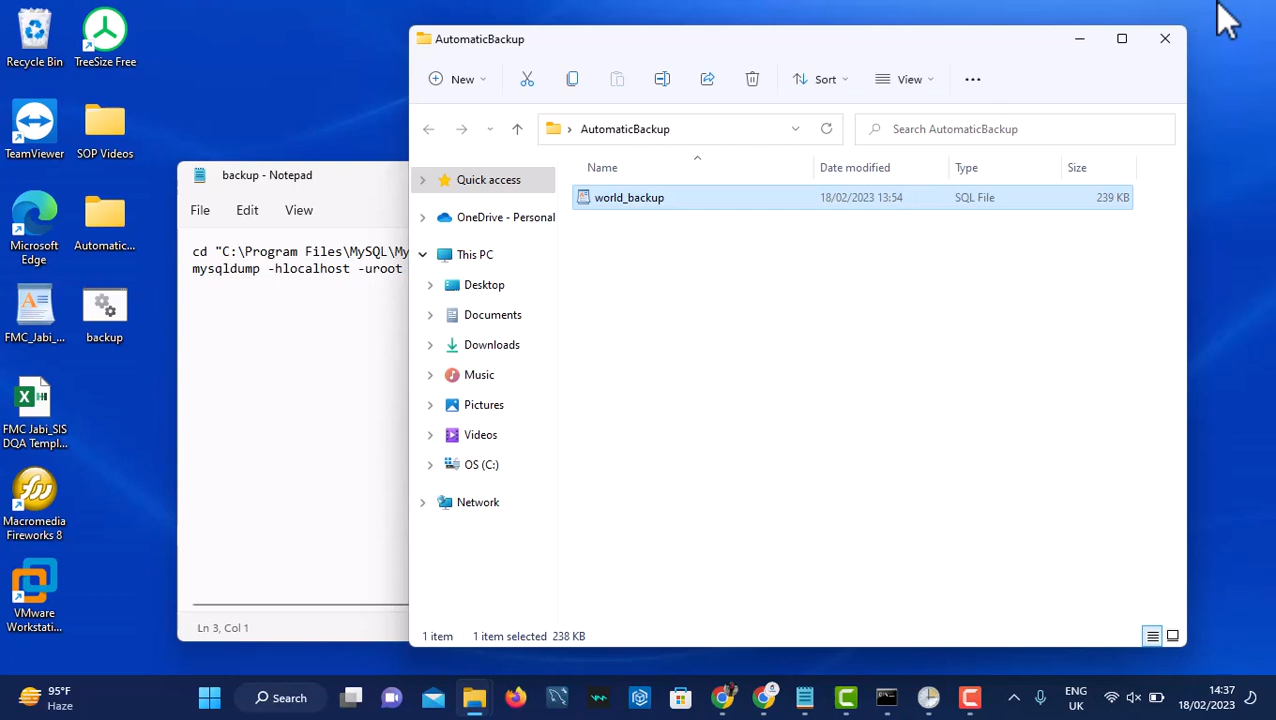 Recycle Bin
TreeSize Free
TeamViewer
SOP Videos
Microsoft
Edge
Automatic...
FMC_Jabi_...
backup
FMC Jabi_SIS
DQA Templ...
Macromedia
Fireworks 8
VMware
Workstati...
backup - Notepad
File Edit View
cd "C:\Program Files\MySQL\My
mysqldump -hlocalhost -uroot
Ln 3, Col 1
AutomaticBackup
New Sort View
AutomaticBackup
Search AutomaticBackup
Name Date modified Type Size
world_backup 18/02/2023 13:54 SQL File 239 KB
Quick access
OneDrive - Personal
This PC
Desktop
Documents
Downloads
Music
Pictures
Videos
OS (C:)
Network
1 item 1 item selected 238 KB
95°F
Haze
Search
ENG
UK
14:37
18/02/2023